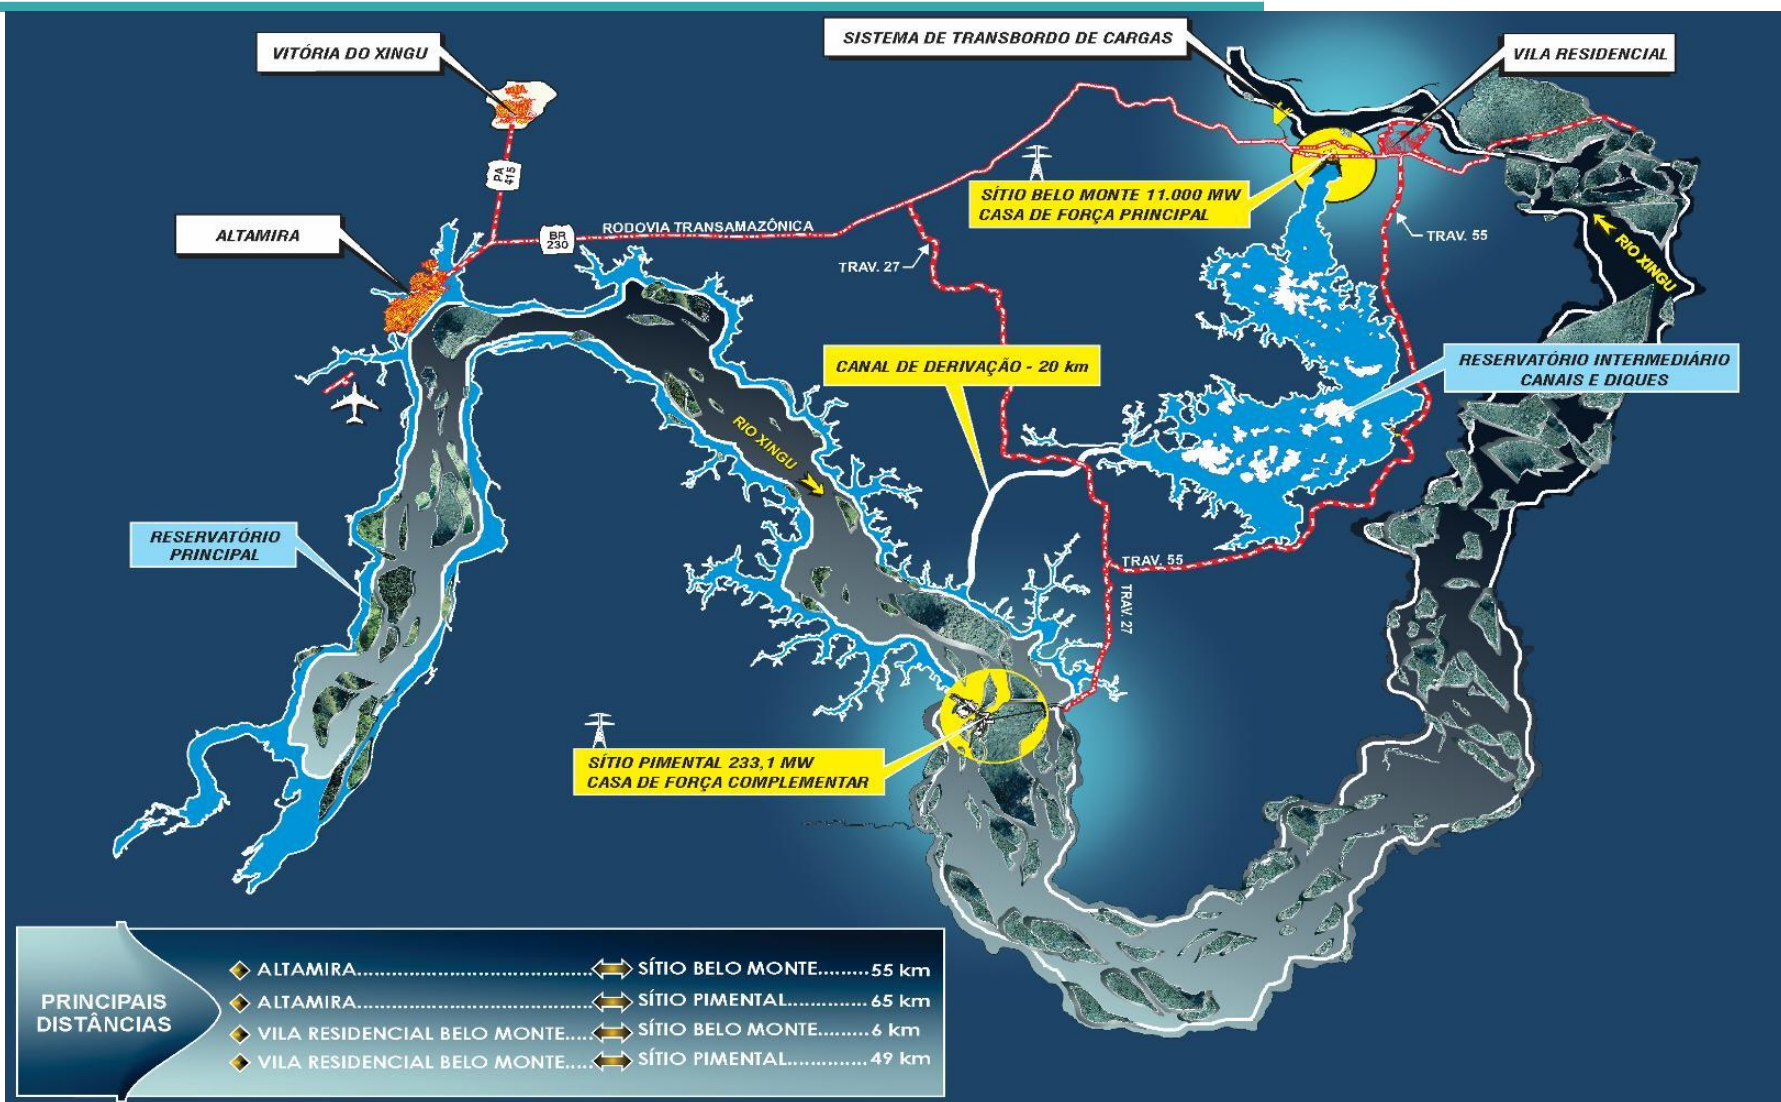 SISTEMA DE TRANSBORDO DE CARGAS
VITÓRIA DO XINGU
VILA RESIDENCIAL
PA
415
SÍTIO BELO MONTE 11.000 MW
CASA DE FORÇA PRINCIPAL
ALTAMIRA
BR
230
RODOVIA TRANSAMAZÔNICA
TRAV. 27
TRAV. 55
RIO XINGU
CANAL DE DERIVAÇÃO - 20 km
RESERVATÓRIO INTERMEDIÁRIO
CANAIS E DIQUES
RIO XINGU
RESERVATÓRIO
PRINCIPAL
TRAV. 55
TRAV. 27
SÍTIO PIMENTAL 233,1 MW
CASA DE FORÇA COMPLEMENTAR
PRINCIPAIS
DISTÂNCIAS
ALTAMIRA........................................ SÍTIO BELO MONTE.........55 km
ALTAMIRA........................................ SÍTIO PIMENTAL..............65 km
VILA RESIDENCIAL BELO MONTE..... SÍTIO BELO MONTE.........6 km
VILA RESIDENCIAL BELO MONTE..... SÍTIO PIMENTAL..............49 km